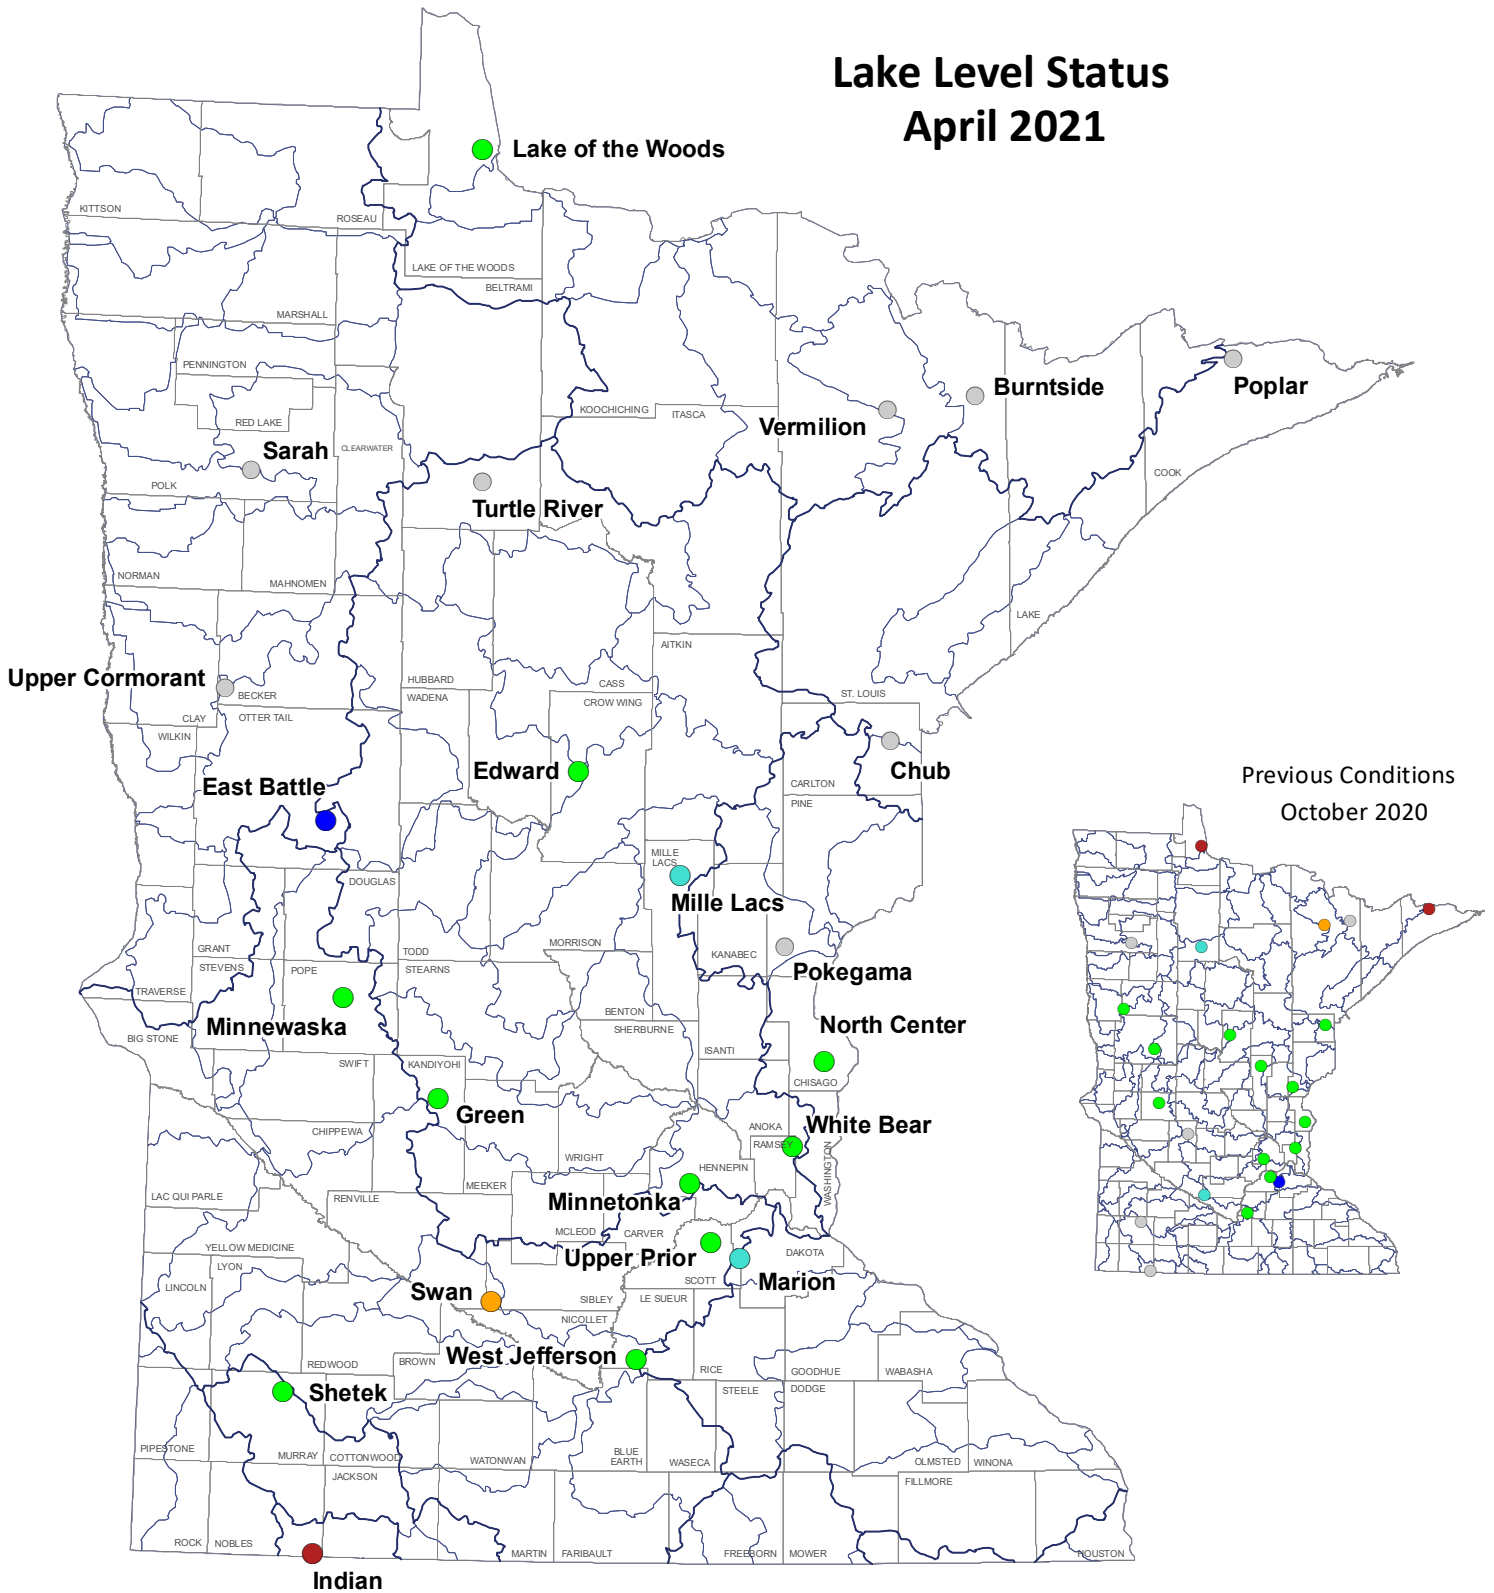 Lake Level Status
April 2021
Lake of the Woods
KITTSON
ROSEAU
LAKE OF THE WOODS
BELTRAMI
MARSHALL
PENNINGTON
Burntside
Poplar
KOOCHICHING
ITASCA
RED LAKE
Vermilion
CLEARWATER
Sarah
COOK
POLK
Turtle River
NORMAN
MAHNOMEN
LAKE
AITKIN
Upper Cormorant
HUBBARD
CASS
BECKER
WADENA
ST. LOUIS
CROW WING
CLAY
OTTER TAIL
WILKIN
Edward
Chub
East Battle
CARLTON
PINE
Previous Conditions
October 2020
MILLE
LACS
DOUGLAS
Mille Lacs
GRANT
TODD
MORRISON
KANABEC
STEVENS
POPE
STEARNS
Pokegama
TRAVERSE
BENTON
Minnewaska
North Center
BIG STONE
SHERBURNE
ISANTI
SWIFT
KANDIYOHI
CHISAGO
Green
White Bear
CHIPPEWA
ANOKA
RAMSEY
WRIGHT
HENNEPIN
WASHINGTON
LAC QUI PARLE
RENVILLE
MEEKER
Minnetonka
MCLEOD
CARVER
YELLOW MEDICINE
Upper Prior
DAKOTA
LYON
SCOTT
Marion
LINCOLN
Swan
SIBLEY
LE SUEUR
NICOLLET
West Jefferson
REDWOOD
BROWN
RICE
GOODHUE
WABASHA
Shetek
STEELE
DODGE
PIPESTONE
MURRAY
COTTONWOOD
WATONWAN
BLUE
EARTH
WASECA
OLMSTED
WINONA
JACKSON
FILLMORE
ROCK
NOBLES
MARTIN
FARIBAULT
FREEBORN
MOWER
HOUSTON
Indian